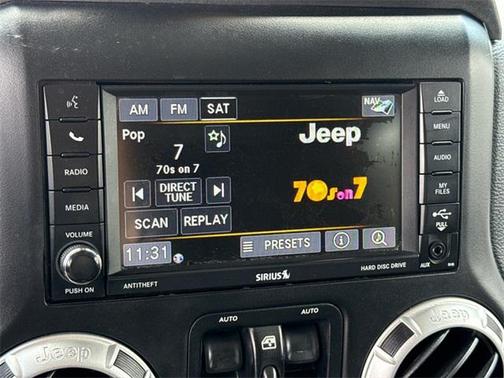 AM FM SAT NAV
Pop
7
70s on 7
Jeep
70s on 7
DIRECT
TUNE
SCAN REPLAY
11:31 PRESETS
RADIO
MEDIA
VOLUME
PUSH ON
ANTITHEFT
SIRIUS
HARD DISC DRIVE
LOAD
MENU
AUDIO
MY
FILES
PULL
AUX
AUTO AUTO
Jeep
Jeep